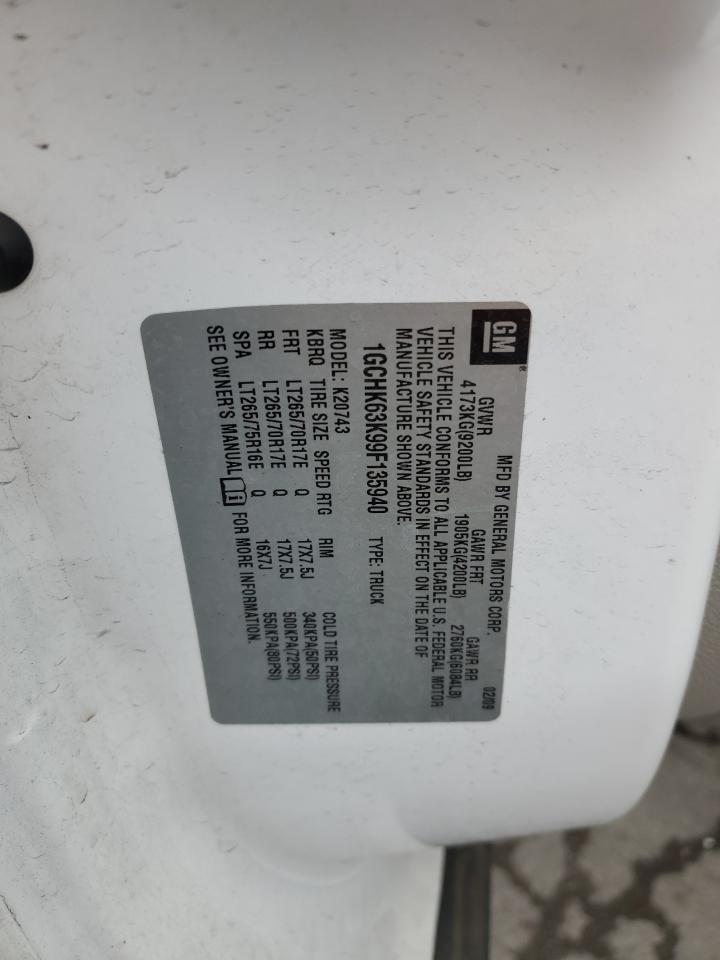 GM® MFD BY GENERAL MOTORS CORP. 02/09
GVWR GAWR FRT GAWR RR
4173KG(9200LB) 1905KG(4200LB) 2760KG(6084LB)
THIS VEHICLE CONFORMS TO ALL APPLICABLE U.S. FEDERAL MOTOR
VEHICLE SAFETY STANDARDS IN EFFECT ON THE DATE OF
MANUFACTURE SHOWN ABOVE.
1GCHK63K99F135940 TYPE: TRUCK
MODEL: K20743
KBRQ TIRE SIZE SPEED RTG RIM COLD TIRE PRESSURE
FRT LT265/70R17E Q 17X7.5J 340KPA(50PSI)
RR LT265/70R17E Q 17X7.5J 500KPA(72PSI)
SPA LT265/75R16E Q 16X7J 550KPA(80PSI)
SEE OWNER'S MANUAL FOR MORE INFORMATION.